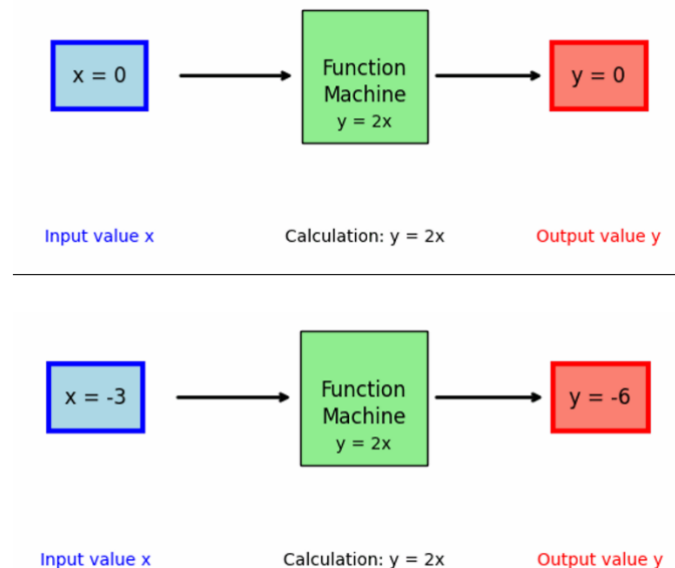 x = 0
Function
Machine
y = 2x
y = 0
Input value x
Calculation: y = 2x
Output value y
x = -3
Function
Machine
y = 2x
y = -6
Input value x
Calculation: y = 2x
Output value y